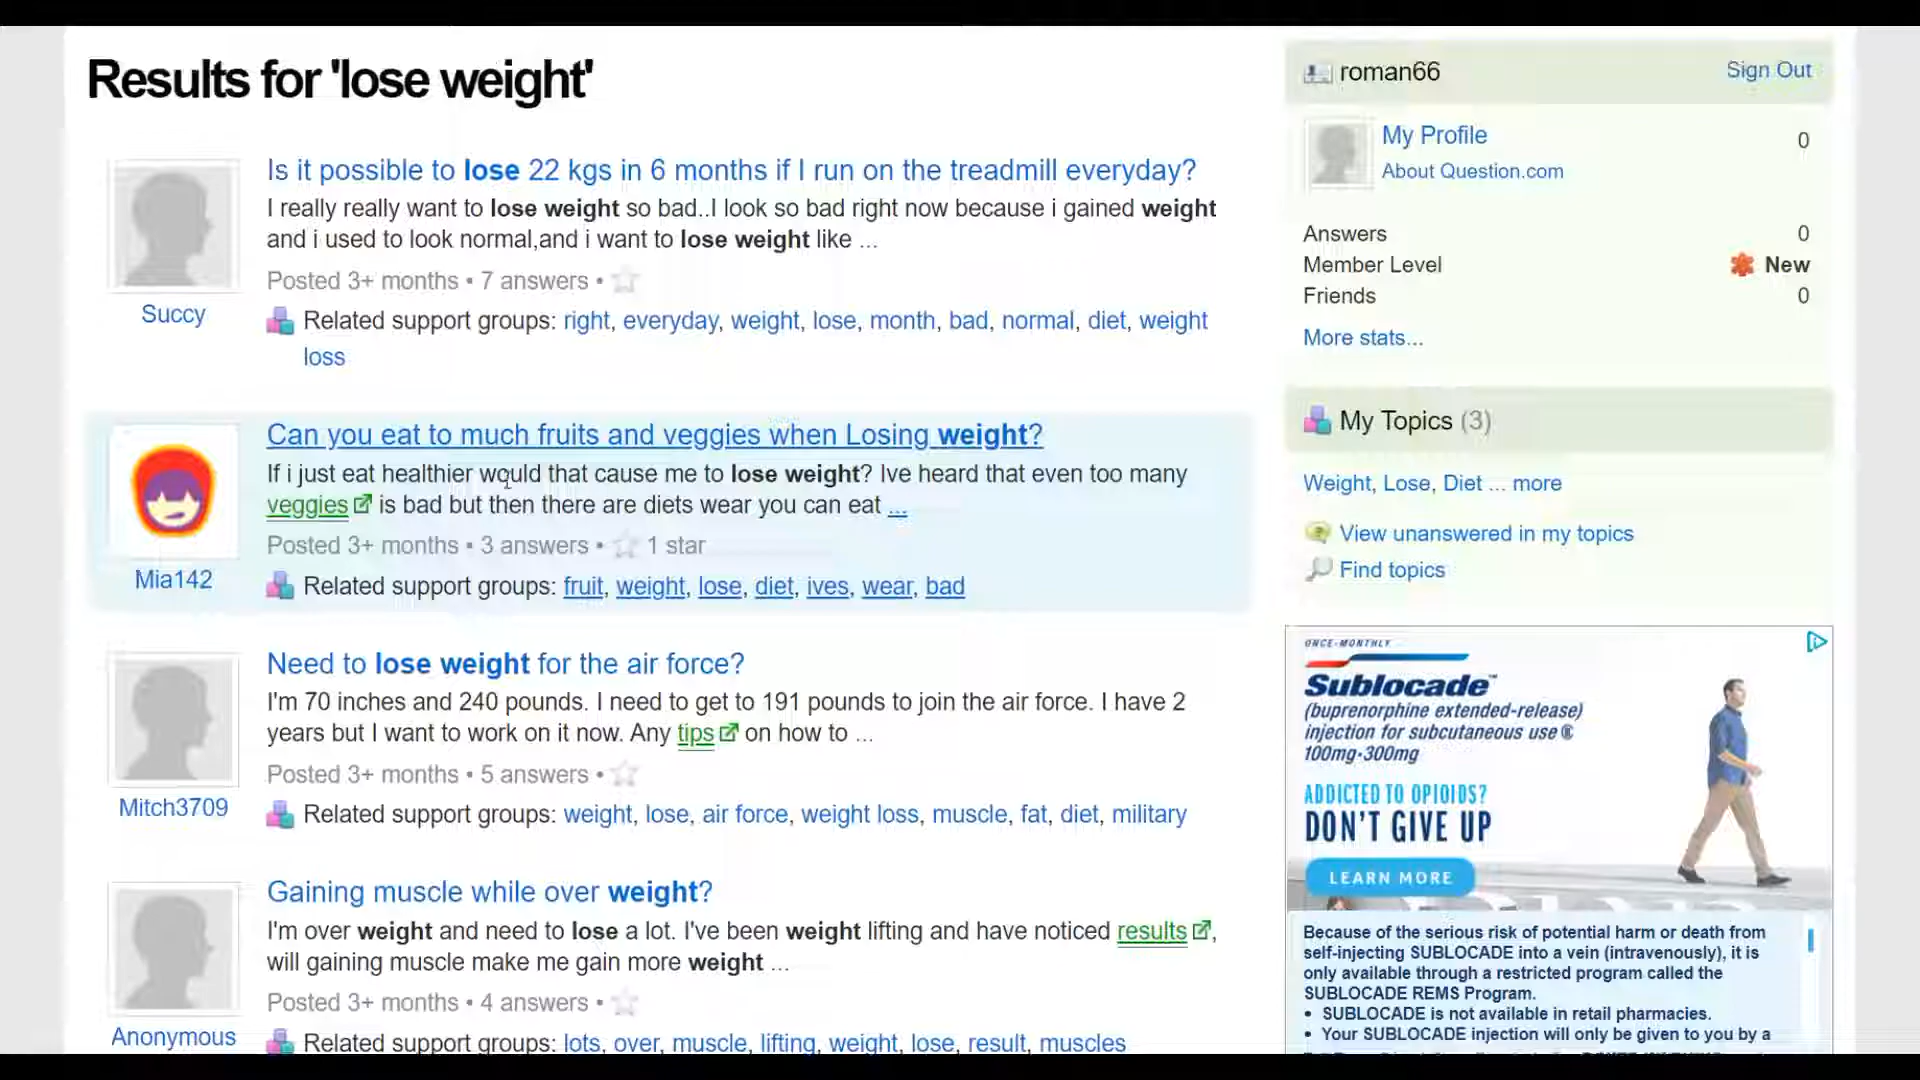 Results for 'lose weight'
Is it possible to lose 22 kgs in 6 months if I run on the treadmill everyday?
I really really want to lose weight so bad..I look so bad right now because i gained weight
and i used to look normal,and i want to lose weight like ...
Posted 3+ months • 7 answers •
Succy
Related support groups: right, everyday, weight, lose, month, bad, normal, diet, weight
loss
Can you eat to much fruits and veggies when Losing weight?
If i just eat healthier would that cause me to lose weight? Ive heard that even too many
veggies is bad but then there are diets wear you can eat ...
Posted 3+ months • 3 answers • 1 star
Mia142
Related support groups: fruit, weight, lose, diet, ives, wear, bad
Need to lose weight for the air force?
I'm 70 inches and 240 pounds. I need to get to 191 pounds to join the air force. I have 2
years but I want to work on it now. Any tips on how to ...
Posted 3+ months • 5 answers •
Mitch3709
Related support groups: weight, lose, air force, weight loss, muscle, fat, diet, military
Gaining muscle while over weight?
I'm over weight and need to lose a lot. I've been weight lifting and have noticed results,
will gaining muscle make me gain more weight ...
Posted 3+ months • 4 answers •
Anonymous
Related support groups: lots, over, muscle, lifting, weight, lose, result, muscles
roman66 Sign Out
My Profile 0
About Question.com
Answers 0
Member Level New
Friends 0
More stats...
My Topics (3)
Weight, Lose, Diet ... more
View unanswered in my topics
Find topics
ONCE-MONTHLY
Sublocade™
(buprenorphine extended-release)
injection for subcutaneous use
100mg·300mg
ADDICTED TO OPIOIDS?
DON'T GIVE UP
LEARN MORE
Because of the serious risk of potential harm or death from
self-injecting SUBLOCADE into a vein (intravenously), it is
only available through a restricted program called the
SUBLOCADE REMS Program.
• SUBLOCADE is not available in retail pharmacies.
• Your SUBLOCADE injection will only be given to you by a